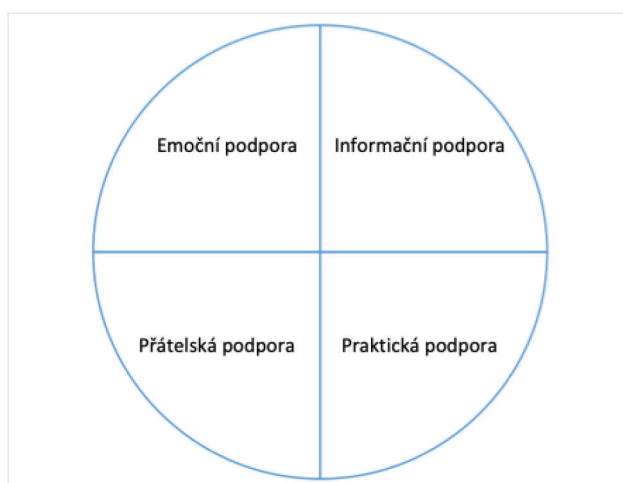 Emoční podpora
Informační podpora
Přátelská podpora
Praktická podpora